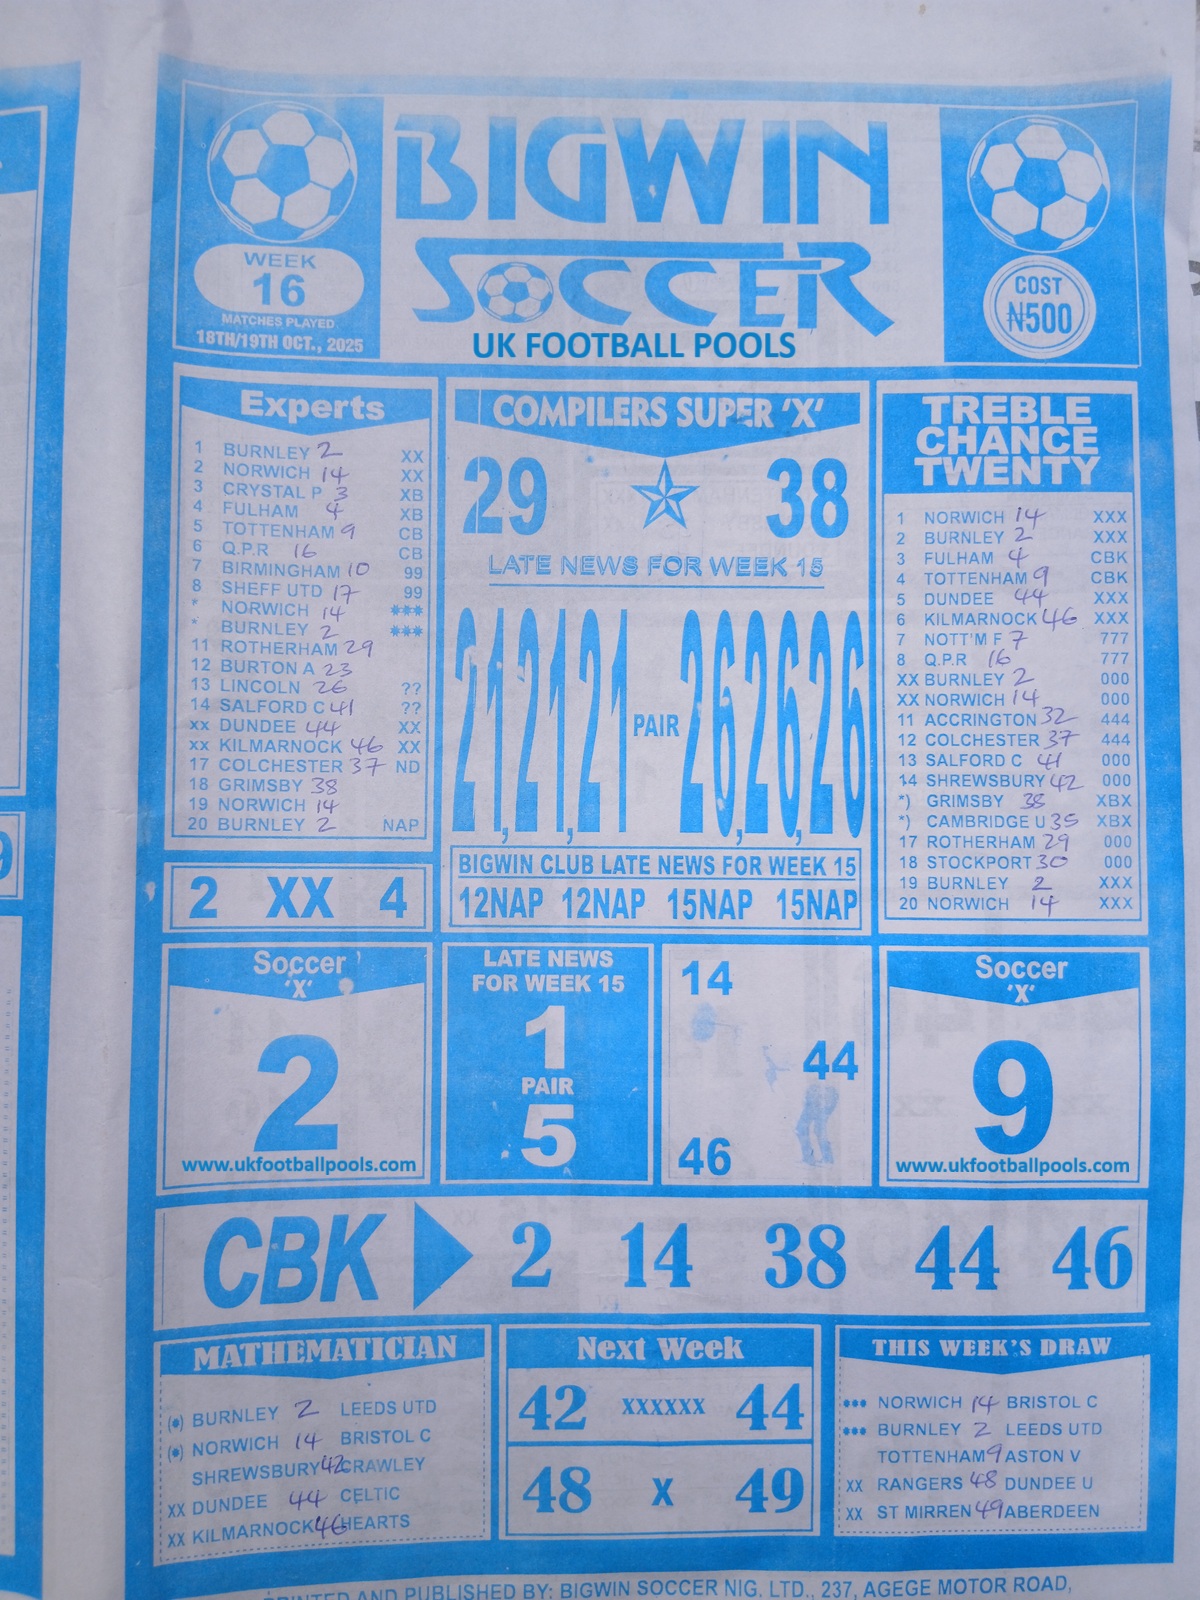 BIGWIN
SOCCER
UK FOOTBALL POOLS
WEEK
16
MATCHES PLAYED
18TH/19TH OCT., 2025
COST
₦500
Experts
1 BURNLEY 2 XX
2 NORWICH 14 XX
3 CRYSTAL P 3 XB
4 FULHAM 4 XB
5 TOTTENHAM 9 CB
6 Q.P.R 16 CB
7 BIRMINGHAM 10 99
8 SHEFF UTD 17 99
* NORWICH 14 ***
* BURNLEY 2 ***
11 ROTHERHAM 29
12 BURTON A 23
13 LINCOLN 26 ??
14 SALFORD C 41 ??
xx DUNDEE 44 XX
xx KILMARNOCK 46 XX
17 COLCHESTER 37 ND
18 GRIMSBY 38
19 NORWICH 14
20 BURNLEY 2 NAP
2 XX 4
COMPILERS SUPER 'X'
29 38
LATE NEWS FOR WEEK 15
21,21,21 PAIR 26,26,26
BIGWIN CLUB LATE NEWS FOR WEEK 15
12NAP 12NAP 15NAP 15NAP
TREBLE
CHANCE
TWENTY
1 NORWICH 14 XXX
2 BURNLEY 2 XXX
3 FULHAM 4 CBK
4 TOTTENHAM 9 CBK
5 DUNDEE 44 XXX
6 KILMARNOCK 46 XXX
7 NOTT'M F 7 777
8 Q.P.R 16 777
XX BURNLEY 2 000
XX NORWICH 14 000
11 ACCRINGTON 32 444
12 COLCHESTER 37 444
13 SALFORD C 41 000
14 SHREWSBURY 42 000
*) GRIMSBY 38 XBX
*) CAMBRIDGE U 35 XBX
17 ROTHERHAM 29 000
18 STOCKPORT 30 000
19 BURNLEY 2 XXX
20 NORWICH 14 XXX
Soccer
'X'
2
www.ukfootballpools.com
LATE NEWS
FOR WEEK 15
1
PAIR
5
14
44
46
Soccer
'X'
9
www.ukfootballpools.com
CBK 2 14 38 44 46
MATHEMATICIAN
(*) BURNLEY 2 LEEDS UTD
(*) NORWICH 14 BRISTOL C
SHREWSBURY 42 CRAWLEY
XX DUNDEE 44 CELTIC
XX KILMARNOCK 46 HEARTS
Next Week
42 XXXXXX 44
48 X 49
THIS WEEK'S DRAW
*** NORWICH 14 BRISTOL C
*** BURNLEY 2 LEEDS UTD
TOTTENHAM 9 ASTON V
XX RANGERS 48 DUNDEE U
XX ST MIRREN 49 ABERDEEN
PRINTED AND PUBLISHED BY: BIGWIN SOCCER NIG. LTD., 237, AGEGE MOTOR ROAD,